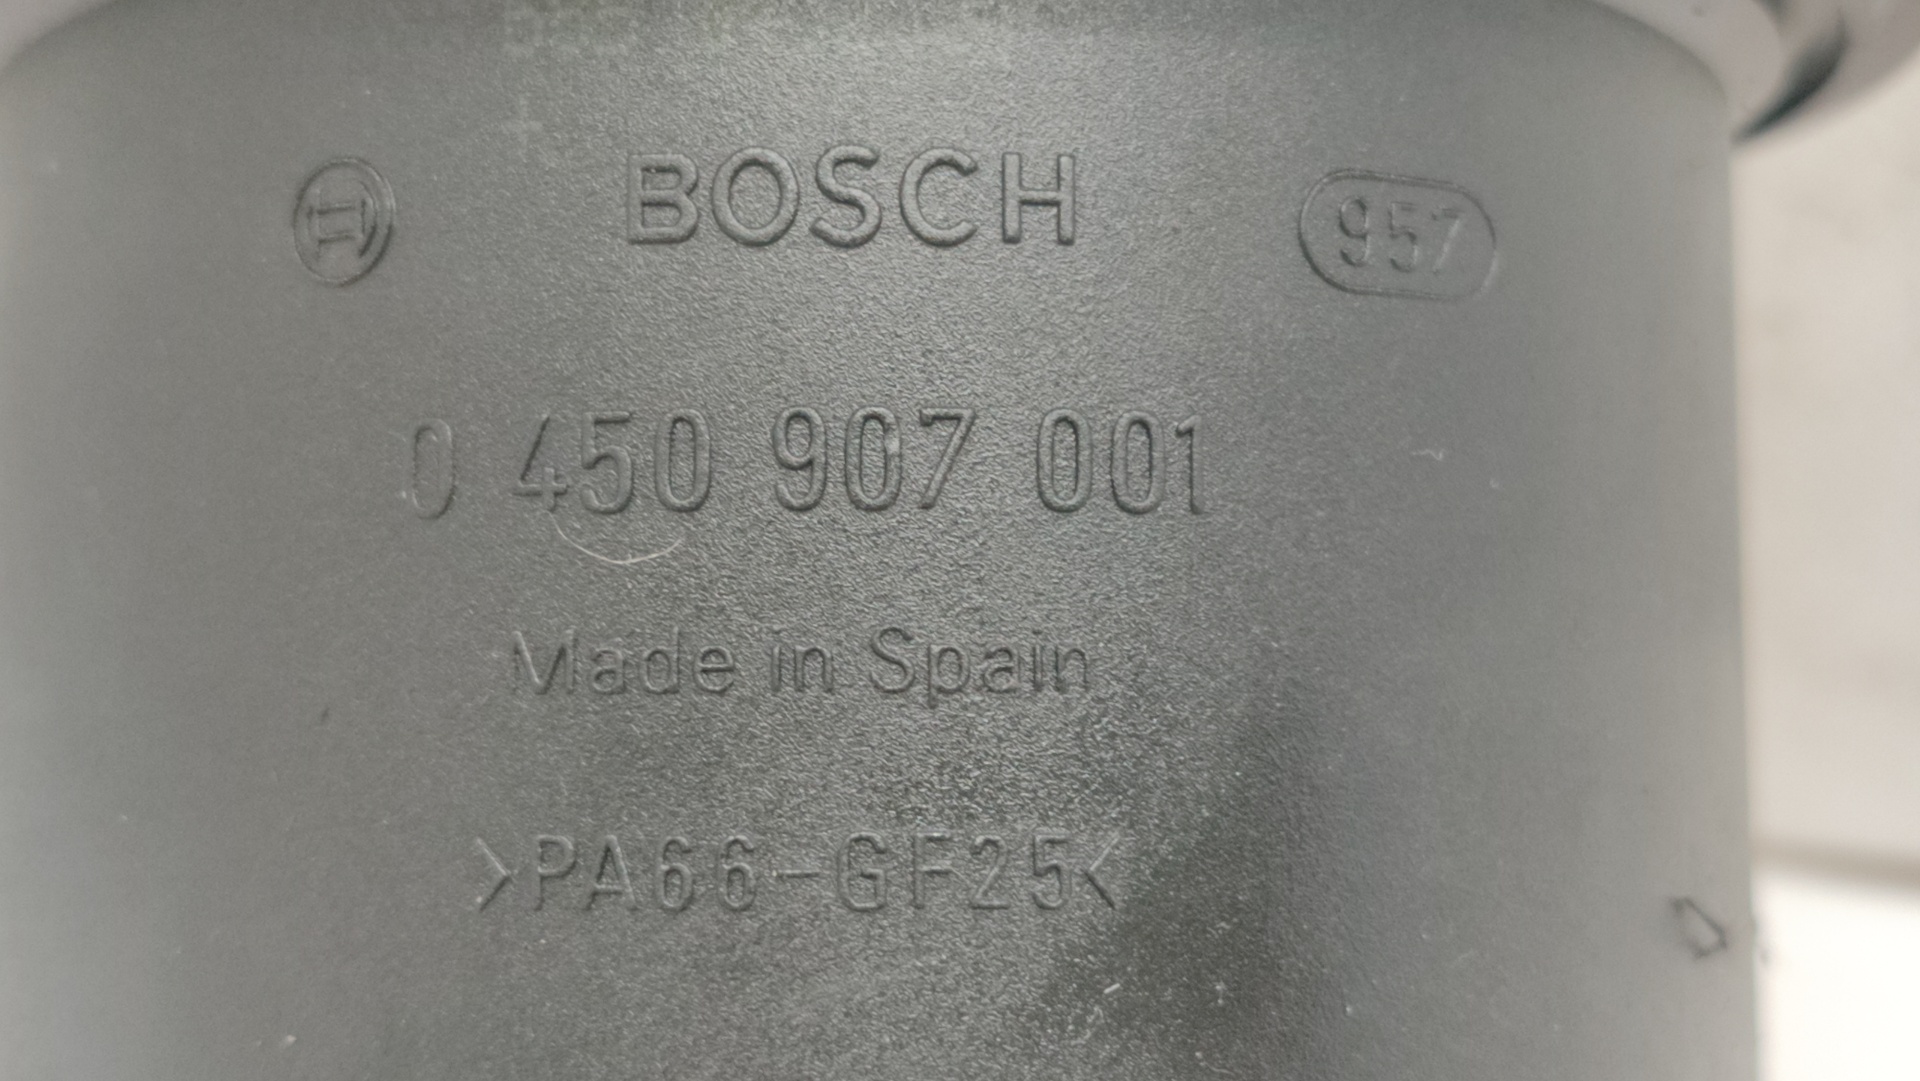 BOSCH 957
0 450 907 001
Made in Spain
>PA66-GF25<